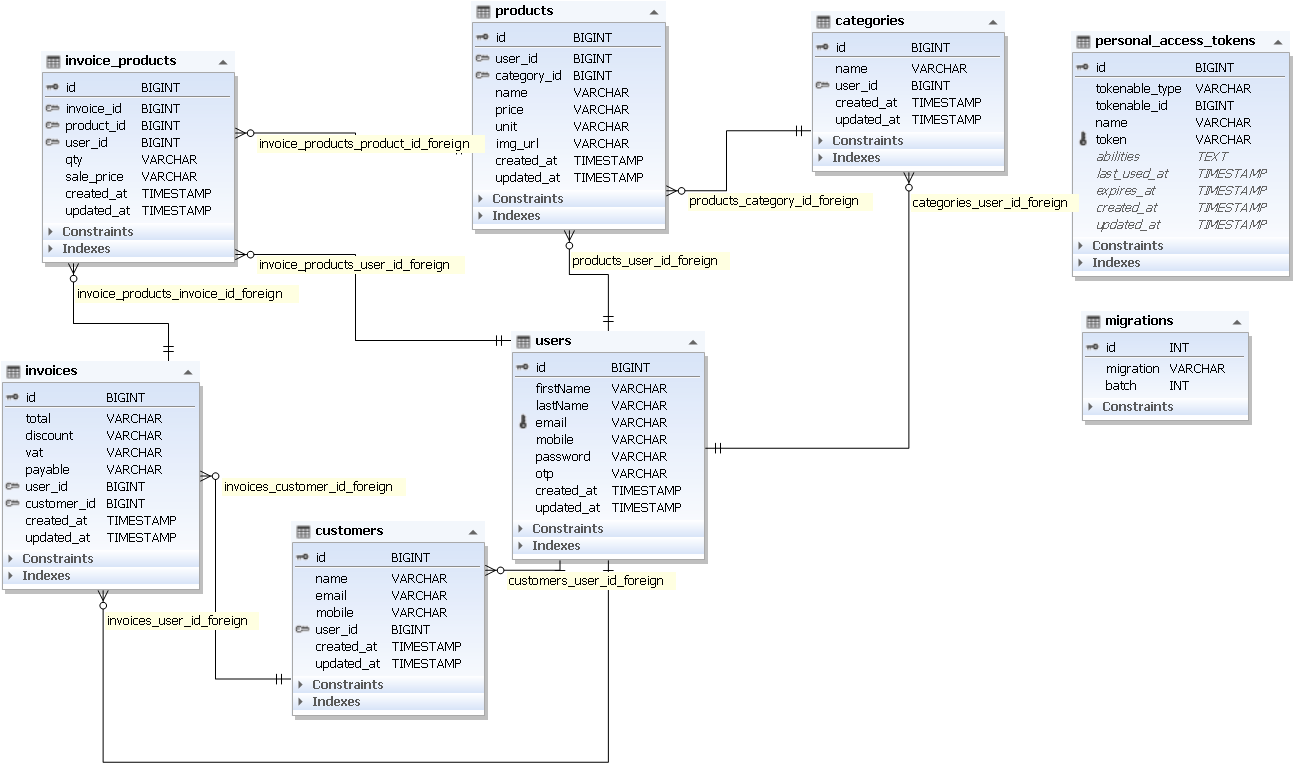 invoice_products
id BIGINT
invoice_id BIGINT
product_id BIGINT
user_id BIGINT
qty VARCHAR
sale_price VARCHAR
created_at TIMESTAMP
updated_at TIMESTAMP
Constraints
Indexes
products
id BIGINT
user_id BIGINT
category_id BIGINT
name VARCHAR
price VARCHAR
unit VARCHAR
img_url VARCHAR
created_at TIMESTAMP
updated_at TIMESTAMP
Constraints
Indexes
categories
id BIGINT
name VARCHAR
user_id BIGINT
created_at TIMESTAMP
updated_at TIMESTAMP
Constraints
Indexes
personal_access_tokens
id BIGINT
tokenable_type VARCHAR
tokenable_id BIGINT
name VARCHAR
token VARCHAR
abilities TEXT
last_used_at TIMESTAMP
expires_at TIMESTAMP
created_at TIMESTAMP
updated_at TIMESTAMP
Constraints
Indexes
invoice_products_product_id_foreign
products_category_id_foreign
categories_user_id_foreign
invoice_products_user_id_foreign
products_user_id_foreign
invoice_products_invoice_id_foreign
migrations
id INT
migration VARCHAR
batch INT
Constraints
invoices
id BIGINT
total VARCHAR
discount VARCHAR
vat VARCHAR
payable VARCHAR
user_id BIGINT
customer_id BIGINT
created_at TIMESTAMP
updated_at TIMESTAMP
Constraints
Indexes
users
id BIGINT
firstName VARCHAR
lastName VARCHAR
email VARCHAR
mobile VARCHAR
password VARCHAR
otp VARCHAR
created_at TIMESTAMP
updated_at TIMESTAMP
Constraints
Indexes
invoices_customer_id_foreign
customers
id BIGINT
name VARCHAR
email VARCHAR
mobile VARCHAR
user_id BIGINT
created_at TIMESTAMP
updated_at TIMESTAMP
Constraints
Indexes
customers_user_id_foreign
invoices_user_id_foreign